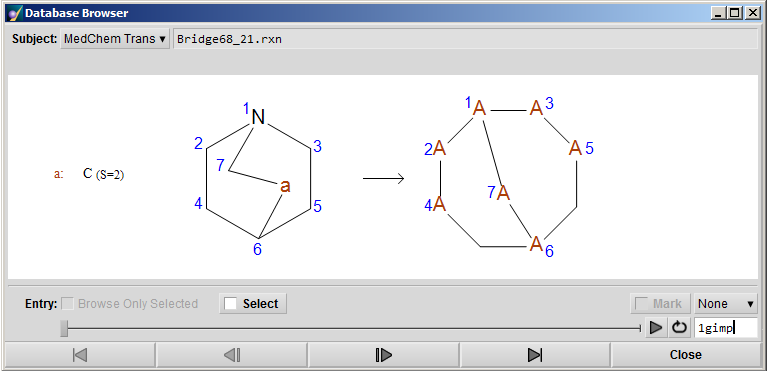 Database Browser
Subject: MedChem Trans Bridge68_21.rxn
1 N
2
3
7
a: C (S=2)
a
4
5
6
1 A A 3
2 A A 5
7 A
4 A
A 6
Entry: Browse Only Selected Select Mark None
1gimp
Close